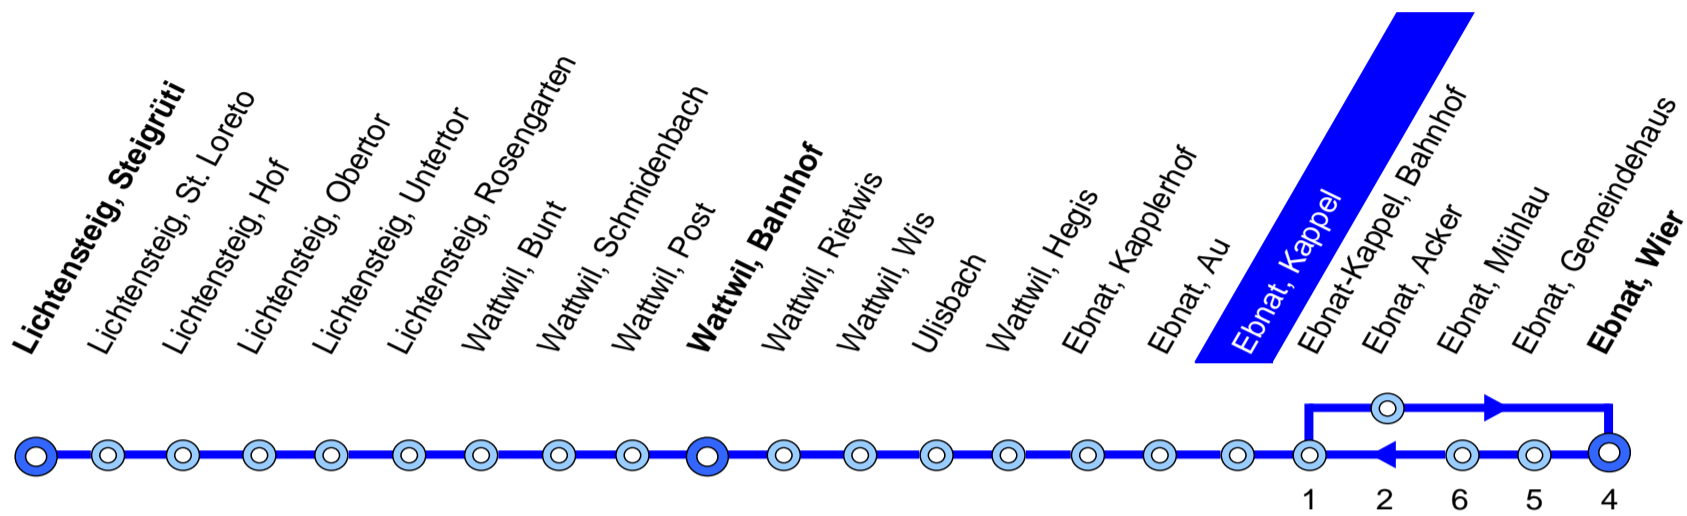 Lichtensteig, Steigrüti
Lichtensteig, St. Loreto
Lichtensteig, Hof
Lichtensteig, Obertor
Lichtensteig, Untertor
Lichtensteig, Rosengarten
Wattwil, Bunt
Wattwil, Schmidenbach
Wattwil, Post
Wattwil, Bahnhof
Wattwil, Rietwis
Wattwil, Wis
Ulisbach
Wattwil, Hegis
Ebnat, Kapplerhof
Ebnat, Au
Ebnat, Kappel
Ebnat-Kappel, Bahnhof
Ebnat, Acker
Ebnat, Mühlau
Ebnat, Gemeindehaus
Ebnat, Wier
1 2 6 5 4